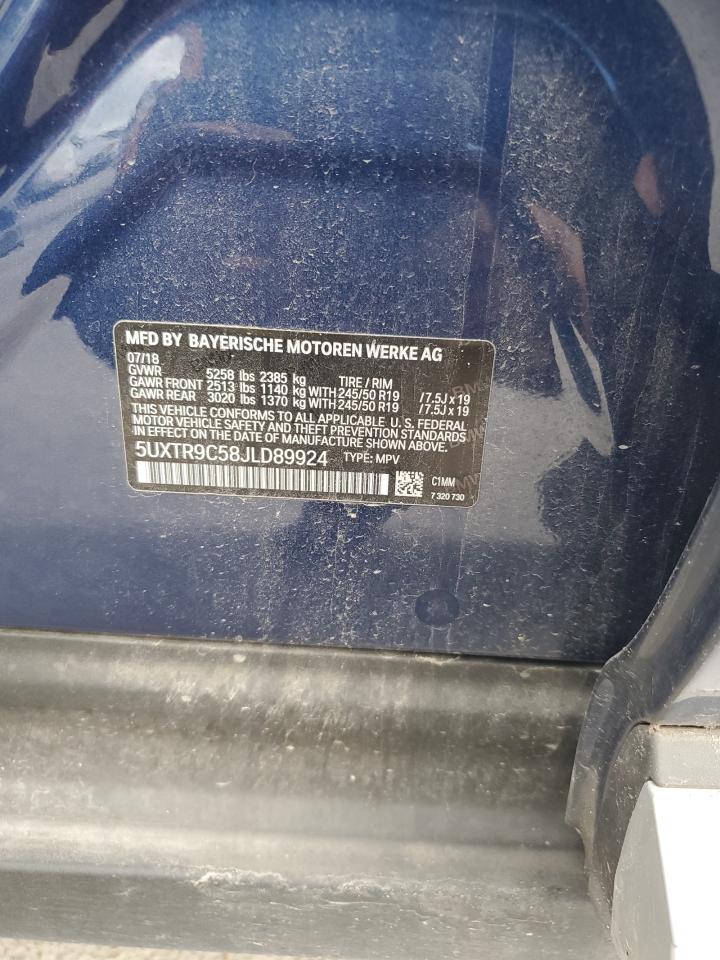 MFD BY BAYERISCHE MOTOREN WERKE AG
07/18
GVWR 5258 lbs 2385 kg TIRE / RIM
GAWR FRONT 2513 lbs 1140 kg WITH 245/50 R19 / 7.5J x 19
GAWR REAR 3020 lbs 1370 kg WITH 245/50 R19 / 7.5J x 19
THIS VEHICLE CONFORMS TO ALL APPLICABLE U. S. FEDERAL
MOTOR VEHICLE SAFETY AND THEFT PREVENTION STANDARDS
IN EFFECT ON THE DATE OF MANUFACTURE SHOWN ABOVE.
5UXTR9C58JLD89924 TYPE: MPV
C1MM
7 320 730